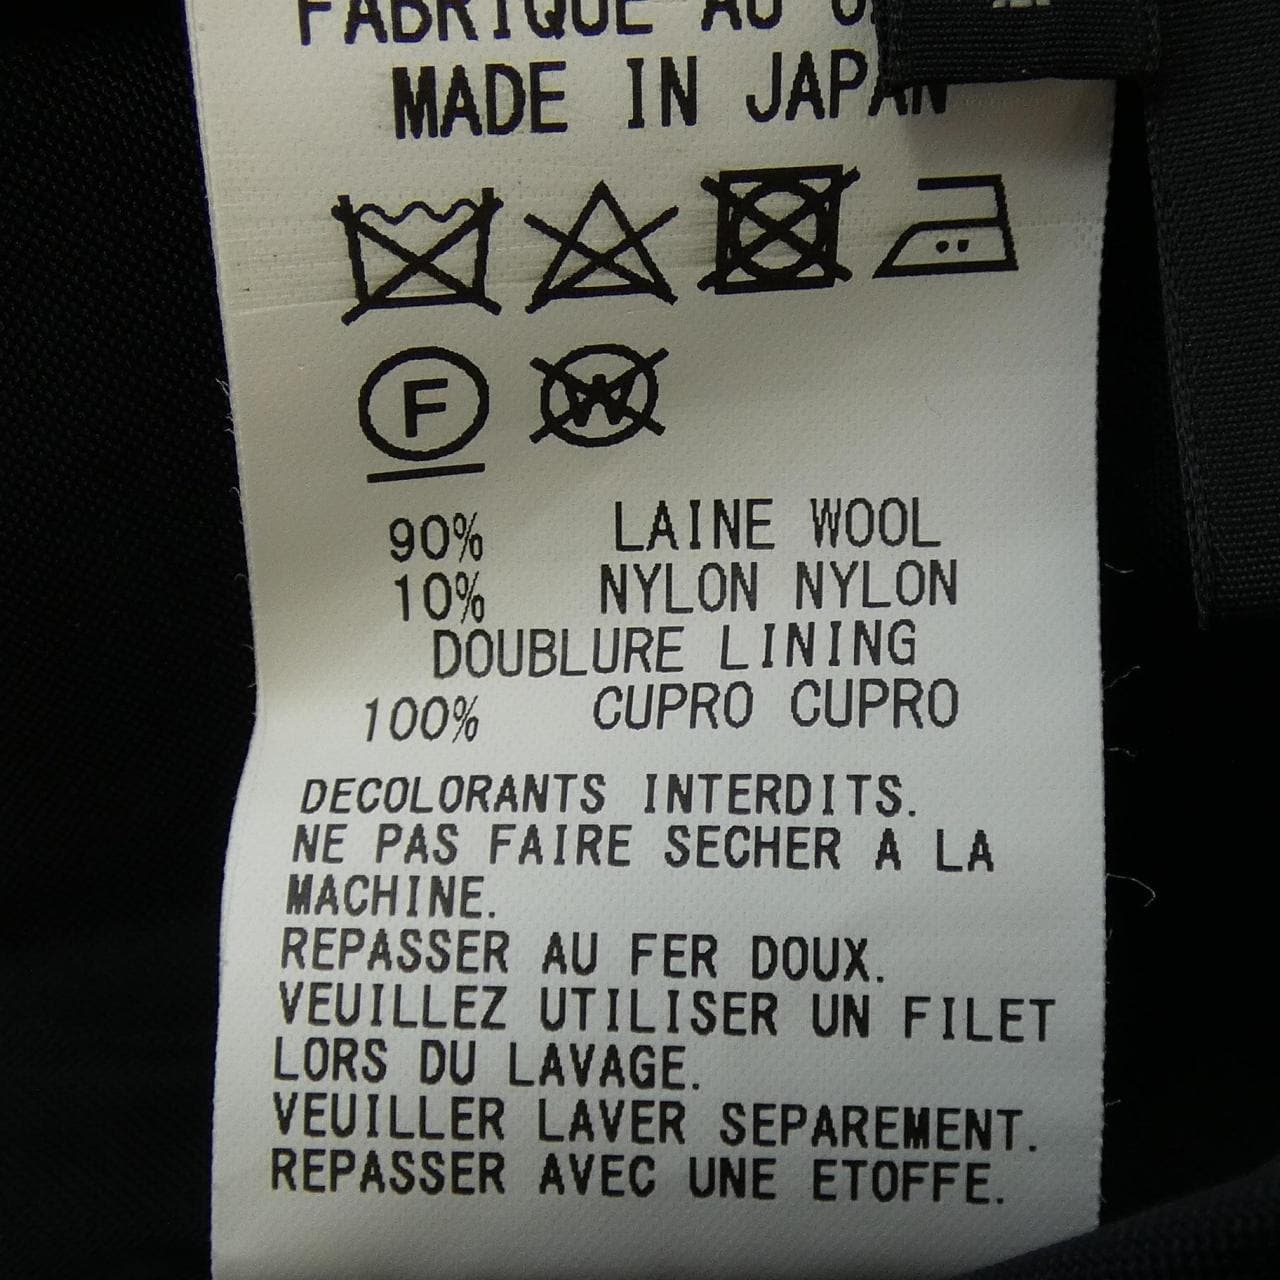 FABRIQUE AU
MADE IN JAPAN
F
W
90% LAINE WOOL
10% NYLON NYLON
DOUBLURE LINING
100% CUPRO CUPRO
DECOLORANTS INTERDITS.
NE PAS FAIRE SECHER A LA
MACHINE.
REPASSER AU FER DOUX.
VEUILLEZ UTILISER UN FILET
LORS DU LAVAGE.
VEUILLER LAVER SEPAREMENT.
REPASSER AVEC UNE ETOFFE.